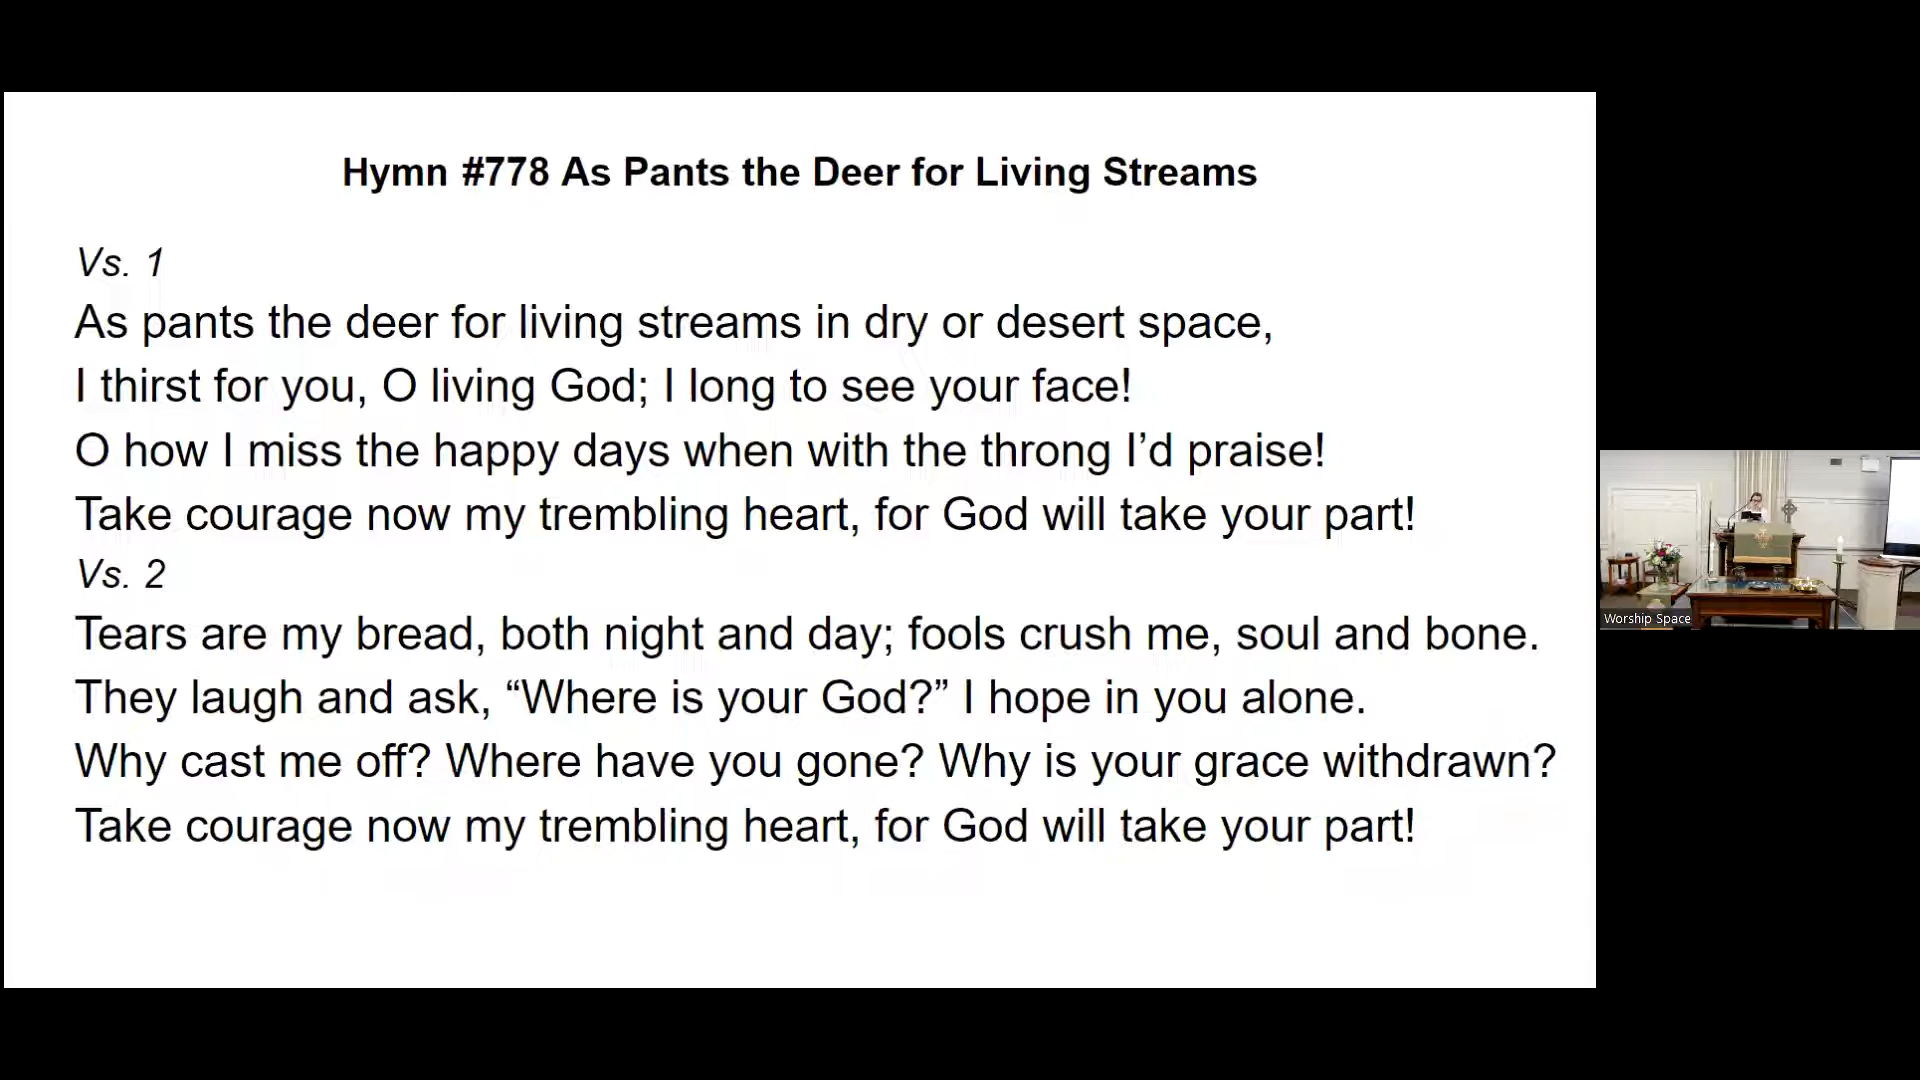 Hymn #778 As Pants the Deer for Living Streams
Vs. 1
As pants the deer for living streams in dry or desert space,
I thirst for you, O living God; I long to see your face!
O how I miss the happy days when with the throng I’d praise!
Take courage now my trembling heart, for God will take your part!
Vs. 2
Tears are my bread, both night and day; fools crush me, soul and bone.
They laugh and ask, “Where is your God?” I hope in you alone.
Why cast me off? Where have you gone? Why is your grace withdrawn?
Take courage now my trembling heart, for God will take your part!
Worship Space